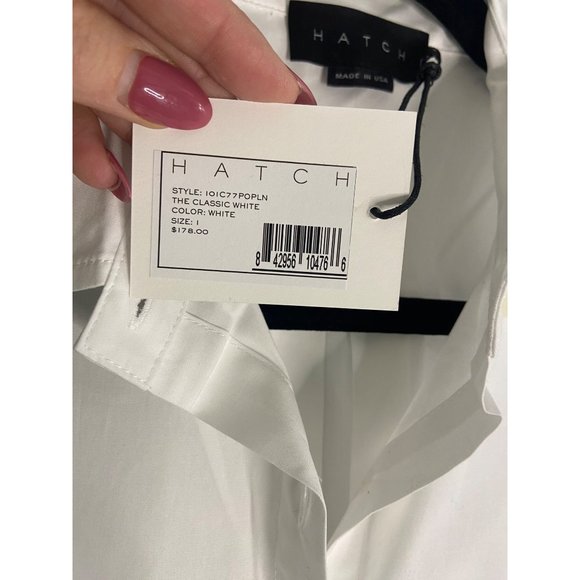 HATCH
MADE IN USA
HATCH
STYLE: 101C77POPLN
THE CLASSIC WHITE
COLOR: WHITE
SIZE: 1
$178.00
8 42956 10476 6